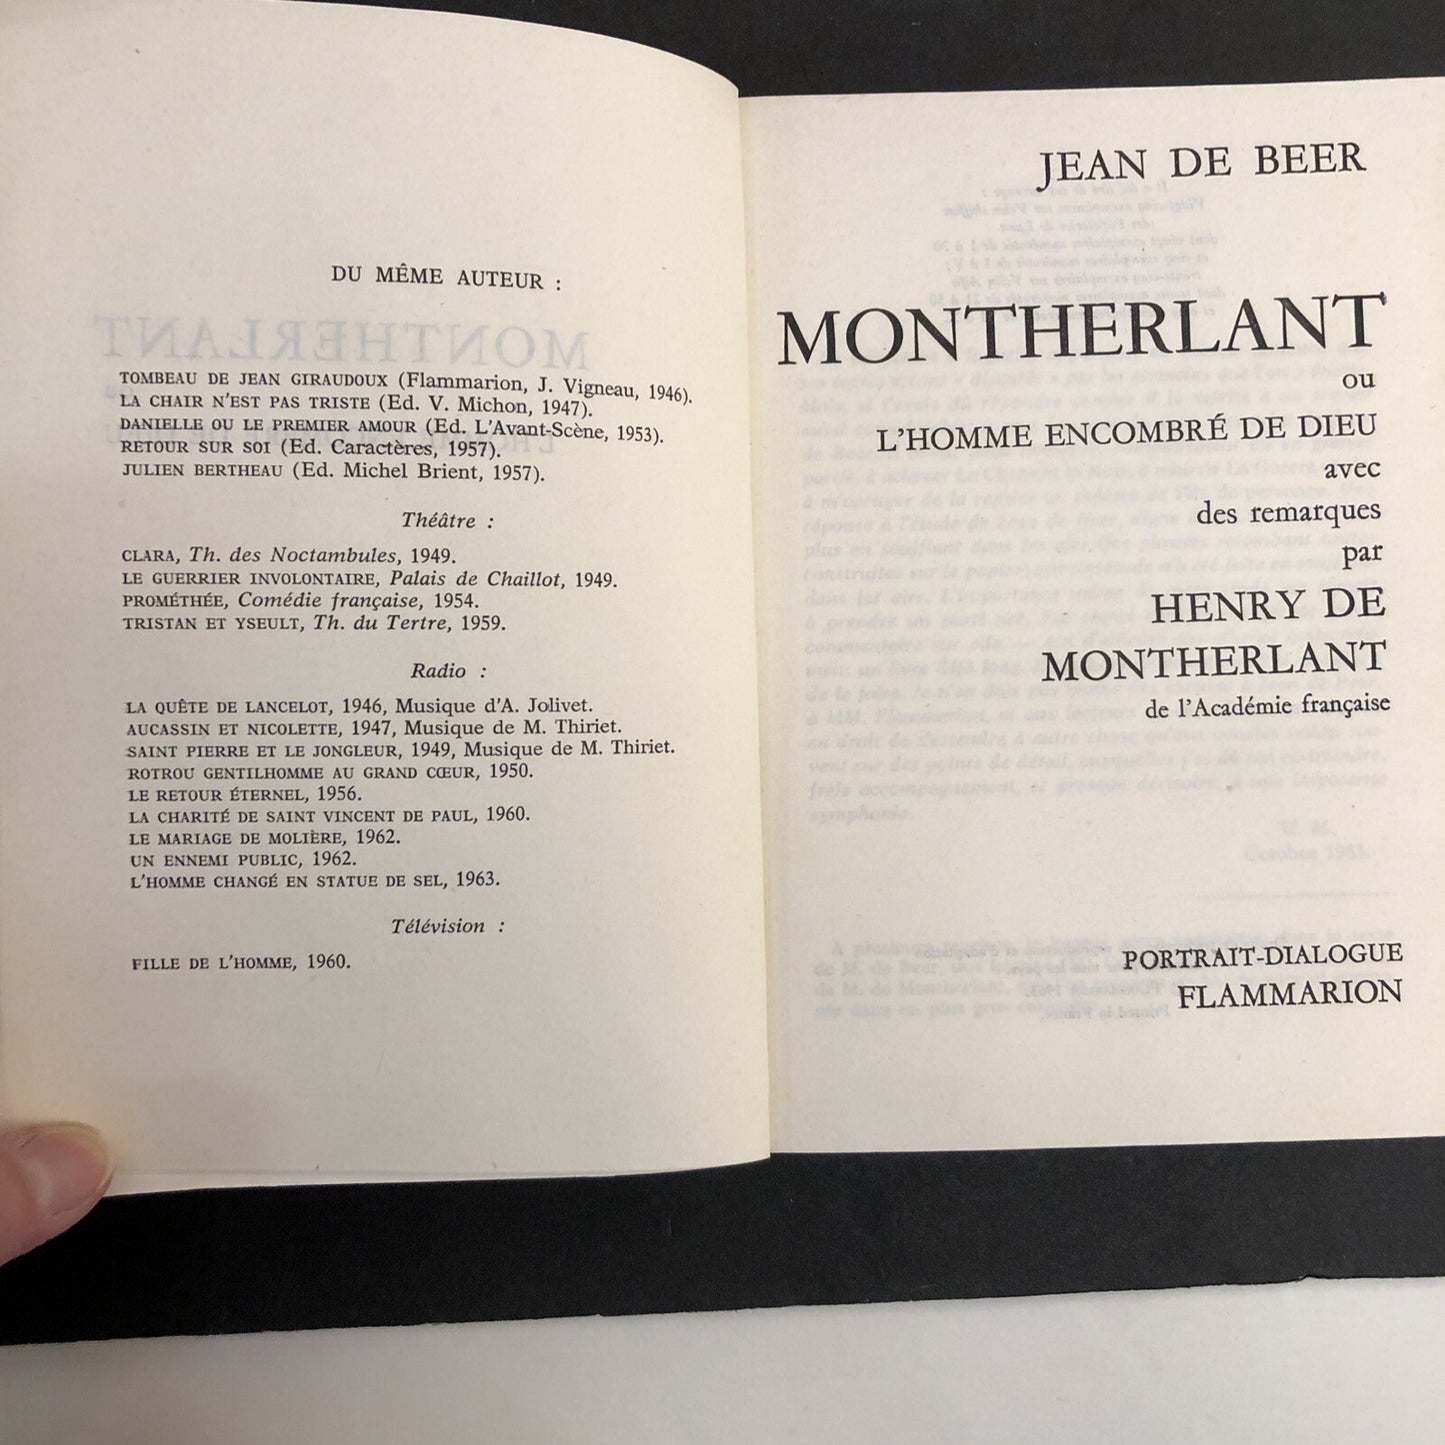 DU MÊME AUTEUR :
TOMBEAU DE JEAN GIRAUDOUX (Flammarion, J. Vigneau, 1946).
LA CHAIR N'EST PAS TRISTE (Ed. V. Michon, 1947).
DANIELLE OU LE PREMIER AMOUR (Ed. L'Avant-Scène, 1953).
RETOUR SUR SOI (Ed. Caractères, 1957).
JULIEN BERTHEAU (Ed. Michel Brient, 1957).
Théâtre :
CLARA, Th. des Noctambules, 1949.
LE GUERRIER INVOLONTAIRE, Palais de Chaillot, 1949.
PROMÉTHÉE, Comédie française, 1954.
TRISTAN ET YSEULT, Th. du Tertre, 1959.
Radio :
LA QUÊTE DE LANCELOT, 1946, Musique d'A. Jolivet.
AUCASSIN ET NICOLETTE, 1947, Musique de M. Thiriet.
SAINT PIERRE ET LE JONGLEUR, 1949, Musique de M. Thiriet.
ROTROU GENTILHOMME AU GRAND CŒUR, 1950.
LE RETOUR ÉTERNEL, 1956.
LA CHARITÉ DE SAINT VINCENT DE PAUL, 1960.
LE MARIAGE DE MOLIÈRE, 1962.
UN ENNEMI PUBLIC, 1962.
L'HOMME CHANGÉ EN STATUE DE SEL, 1963.
Télévision :
FILLE DE L'HOMME, 1960.
JEAN DE BEER
MONTHERLANT
ou
L'HOMME ENCOMBRÉ DE DIEU
avec
des remarques
par
HENRY DE
MONTHERLANT
de l'Académie française
PORTRAIT-DIALOGUE
FLAMMARION